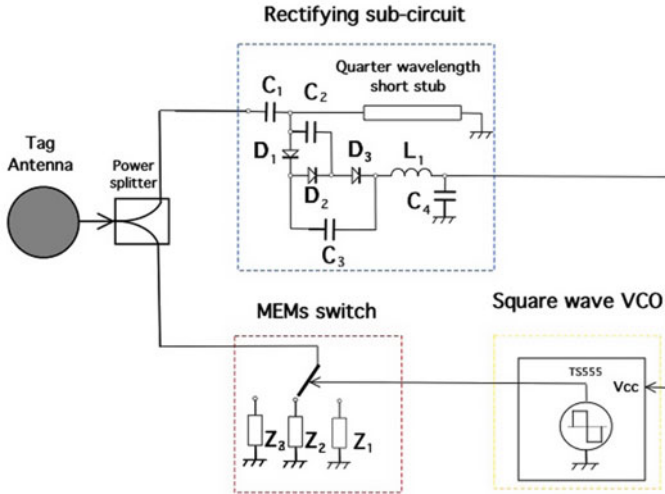 Rectifying sub-circuit
Quarter wavelength
short stub
C1
C2
D1
D3
L1
D2
C4
C3
Tag
Antenna
Power
splitter
MEMs switch
Square wave VCO
TS555
Vcc
Z3
Z2
Z1